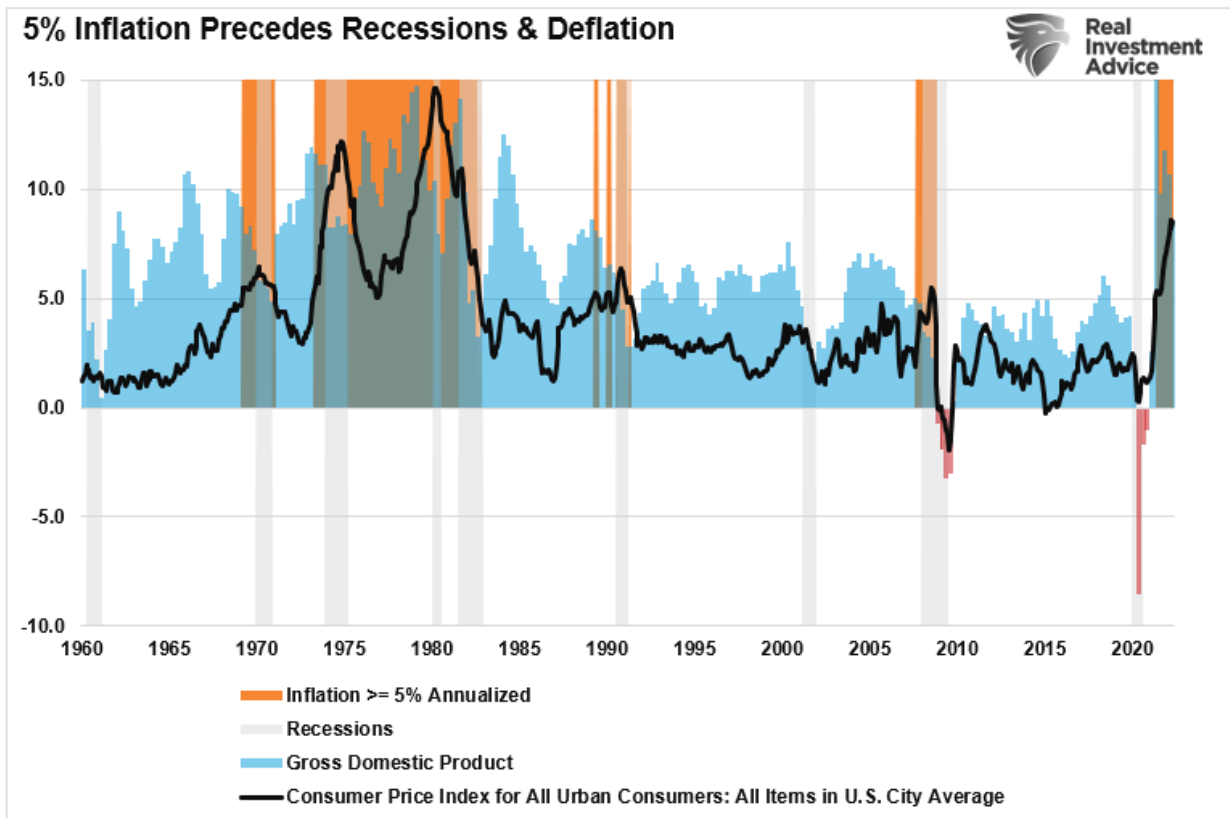 5% Inflation Precedes Recessions & Deflation
Real
Investment
Advice
15.0
10.0
5.0
0.0
-5.0
-10.0
1960 1965 1970 1975 1980 1985 1990 1995 2000 2005 2010 2015 2020
Inflation >= 5% Annualized
Recessions
Gross Domestic Product
Consumer Price Index for All Urban Consumers: All Items in U.S. City Average